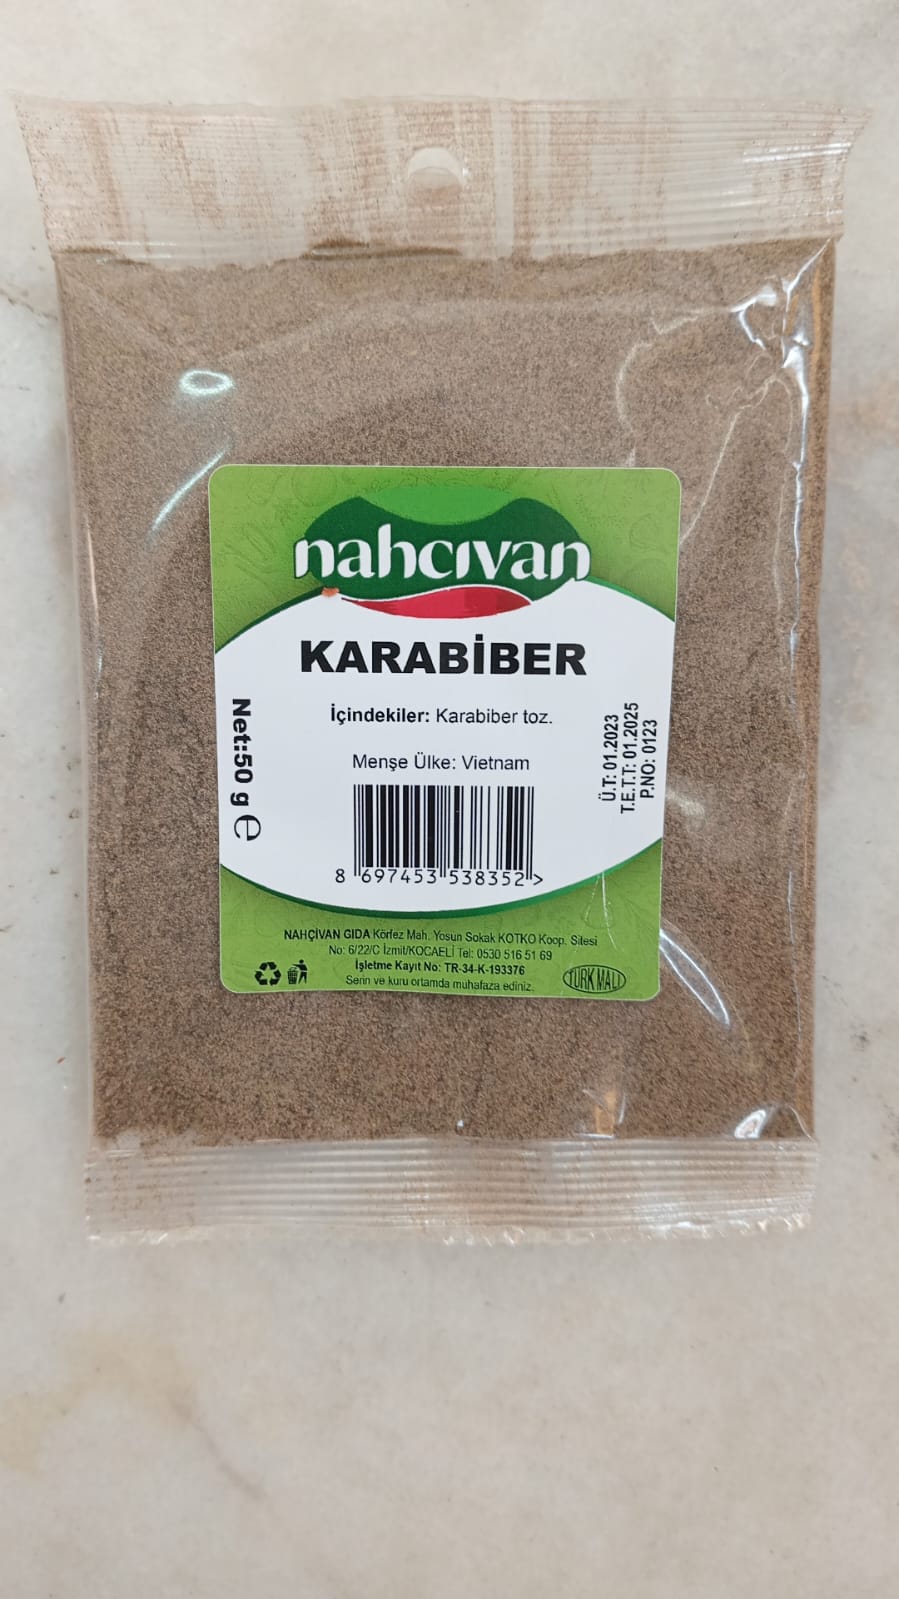 nahcıvan
KARABİBER
İçindekiler: Karabiber toz.
Menşe Ülke: Vietnam
8 697453 538352 >
Net:50 g ℮
Ü.T: 01.2023
T.E.T.T: 01.2025
P.NO: 0123
NAHÇİVAN GIDA Körfez Mah. Yosun Sokak KOTKO Koop. Sitesi
No: 6/22/C İzmit/KOCAELİ Tel: 0530 516 51 69
İşletme Kayıt No: TR-34-K-193376
Serin ve kuru ortamda muhafaza ediniz.
TÜRK MALI